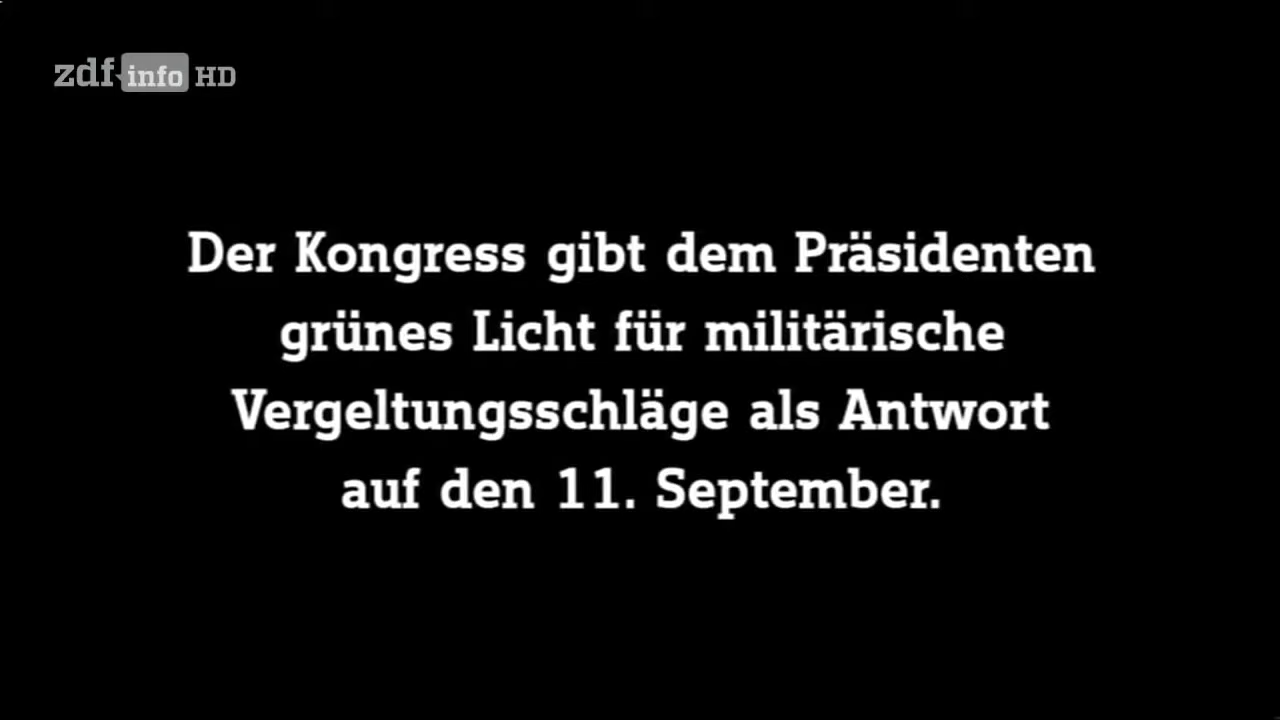 zdf info HD
Der Kongress gibt dem Präsidenten
grünes Licht für militärische
Vergeltungsschläge als Antwort
auf den 11. September.